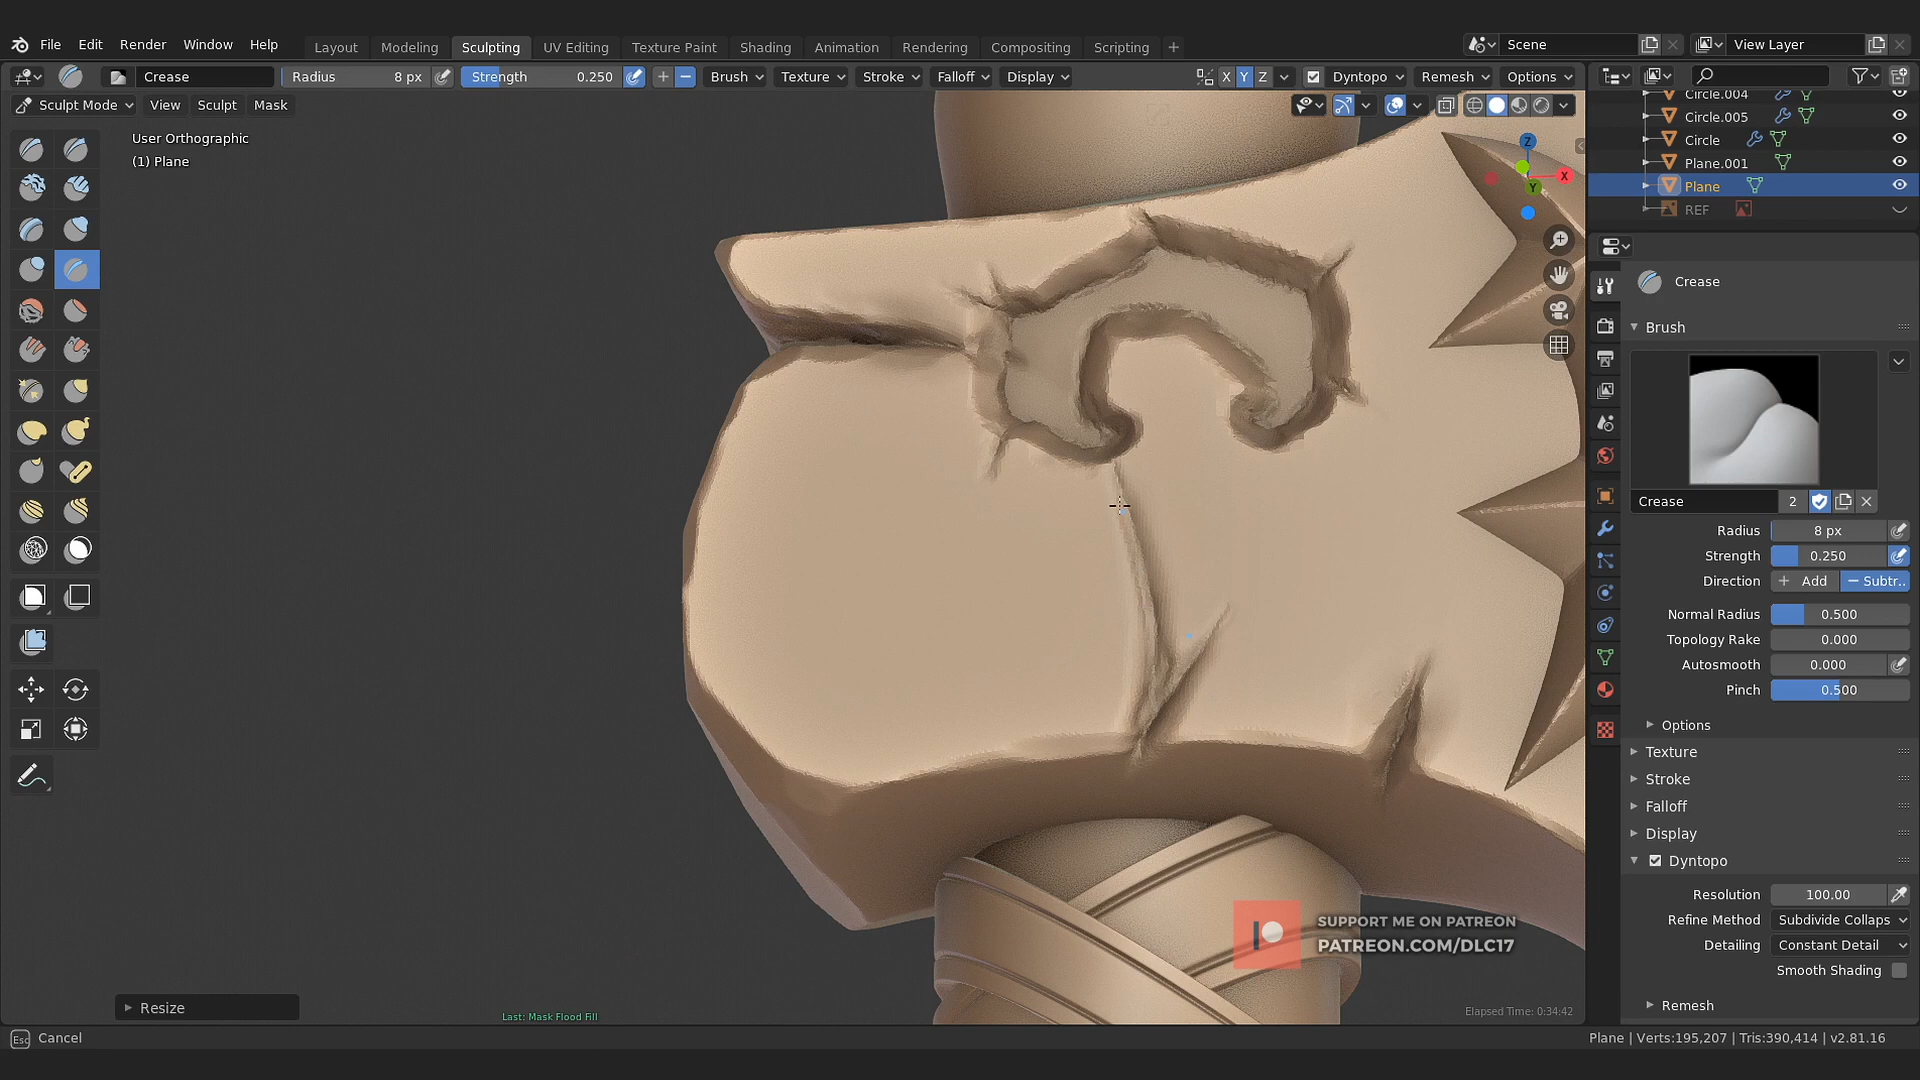 File Edit Render Window Help Layout Modeling Sculpting UV Editing Texture Paint Shading Animation Rendering Compositing Scripting + Scene View Layer
Crease Radius 8 px Strength 0.250 Brush Texture Stroke Falloff Display X Y Z Dyntopo Remesh Options
Sculpt Mode View Sculpt Mask
User Orthographic
(1) Plane
Z
X
Y
Circle.004
Circle.005
Circle
Plane.001
Plane
REF
Crease
Brush
Crease 2
Radius 8 px
Strength 0.250
Direction + Add − Subtr..
Normal Radius 0.500
Topology Rake 0.000
Autosmooth 0.000
Pinch 0.500
Options
Texture
Stroke
Falloff
Display
Dyntopo
Resolution 100.00
Refine Method Subdivide Collaps
Detailing Constant Detail
Smooth Shading
Remesh
SUPPORT ME ON PATREON
PATREON.COM/DLC17
Resize
Last: Mask Flood Fill
Elapsed Time: 0:34:42
Esc Cancel
Plane | Verts:195,207 | Tris:390,414 | v2.81.16